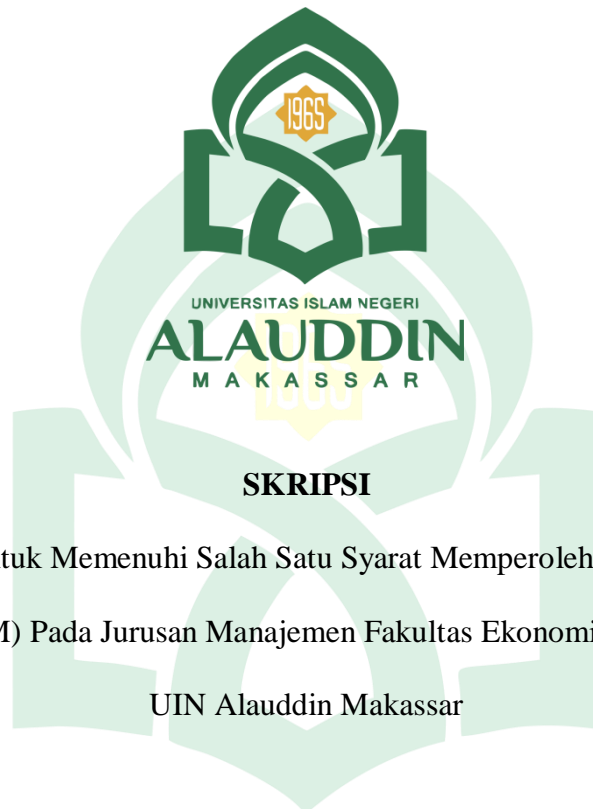 1965
UNIVERSITAS ISLAM NEGERI
ALAUDDIN
MAKASSAR
SKRIPSI
tuk Memenuhi Salah Satu Syarat Memperoleh
M) Pada Jurusan Manajemen Fakultas Ekonomi
UIN Alauddin Makassar